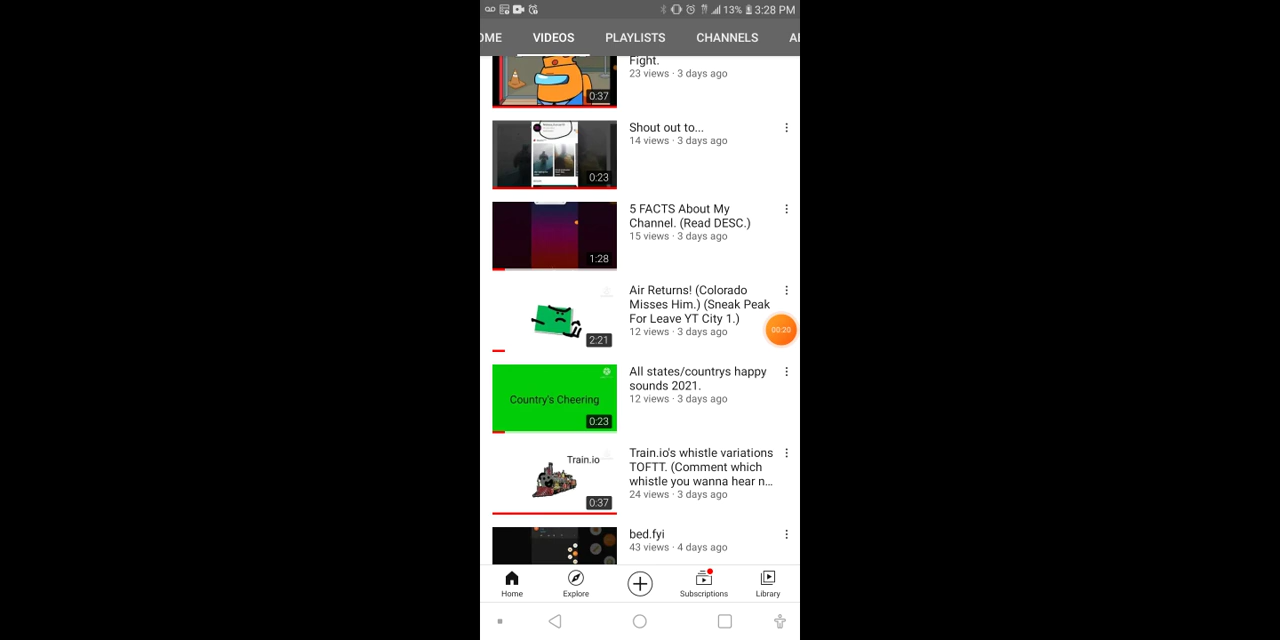 13% 3:28 PM
OME VIDEOS PLAYLISTS CHANNELS
Fight.
23 views · 3 days ago
0:37
Shout out to...
14 views · 3 days ago
0:23
5 FACTS About My
Channel. (Read DESC.)
15 views · 3 days ago
1:28
Air Returns! (Colorado
Misses Him.) (Sneak Peak
For Leave YT City 1.)
12 views · 3 days ago
2:21
00:20
All states/countrys happy
sounds 2021.
12 views · 3 days ago
Country's Cheering
0:23
Train.io's whistle variations
TOFTT. (Comment which
whistle you wanna hear n...
24 views · 3 days ago
Train.io
0:37
bed.fyi
43 views · 4 days ago
Home Explore Subscriptions Library